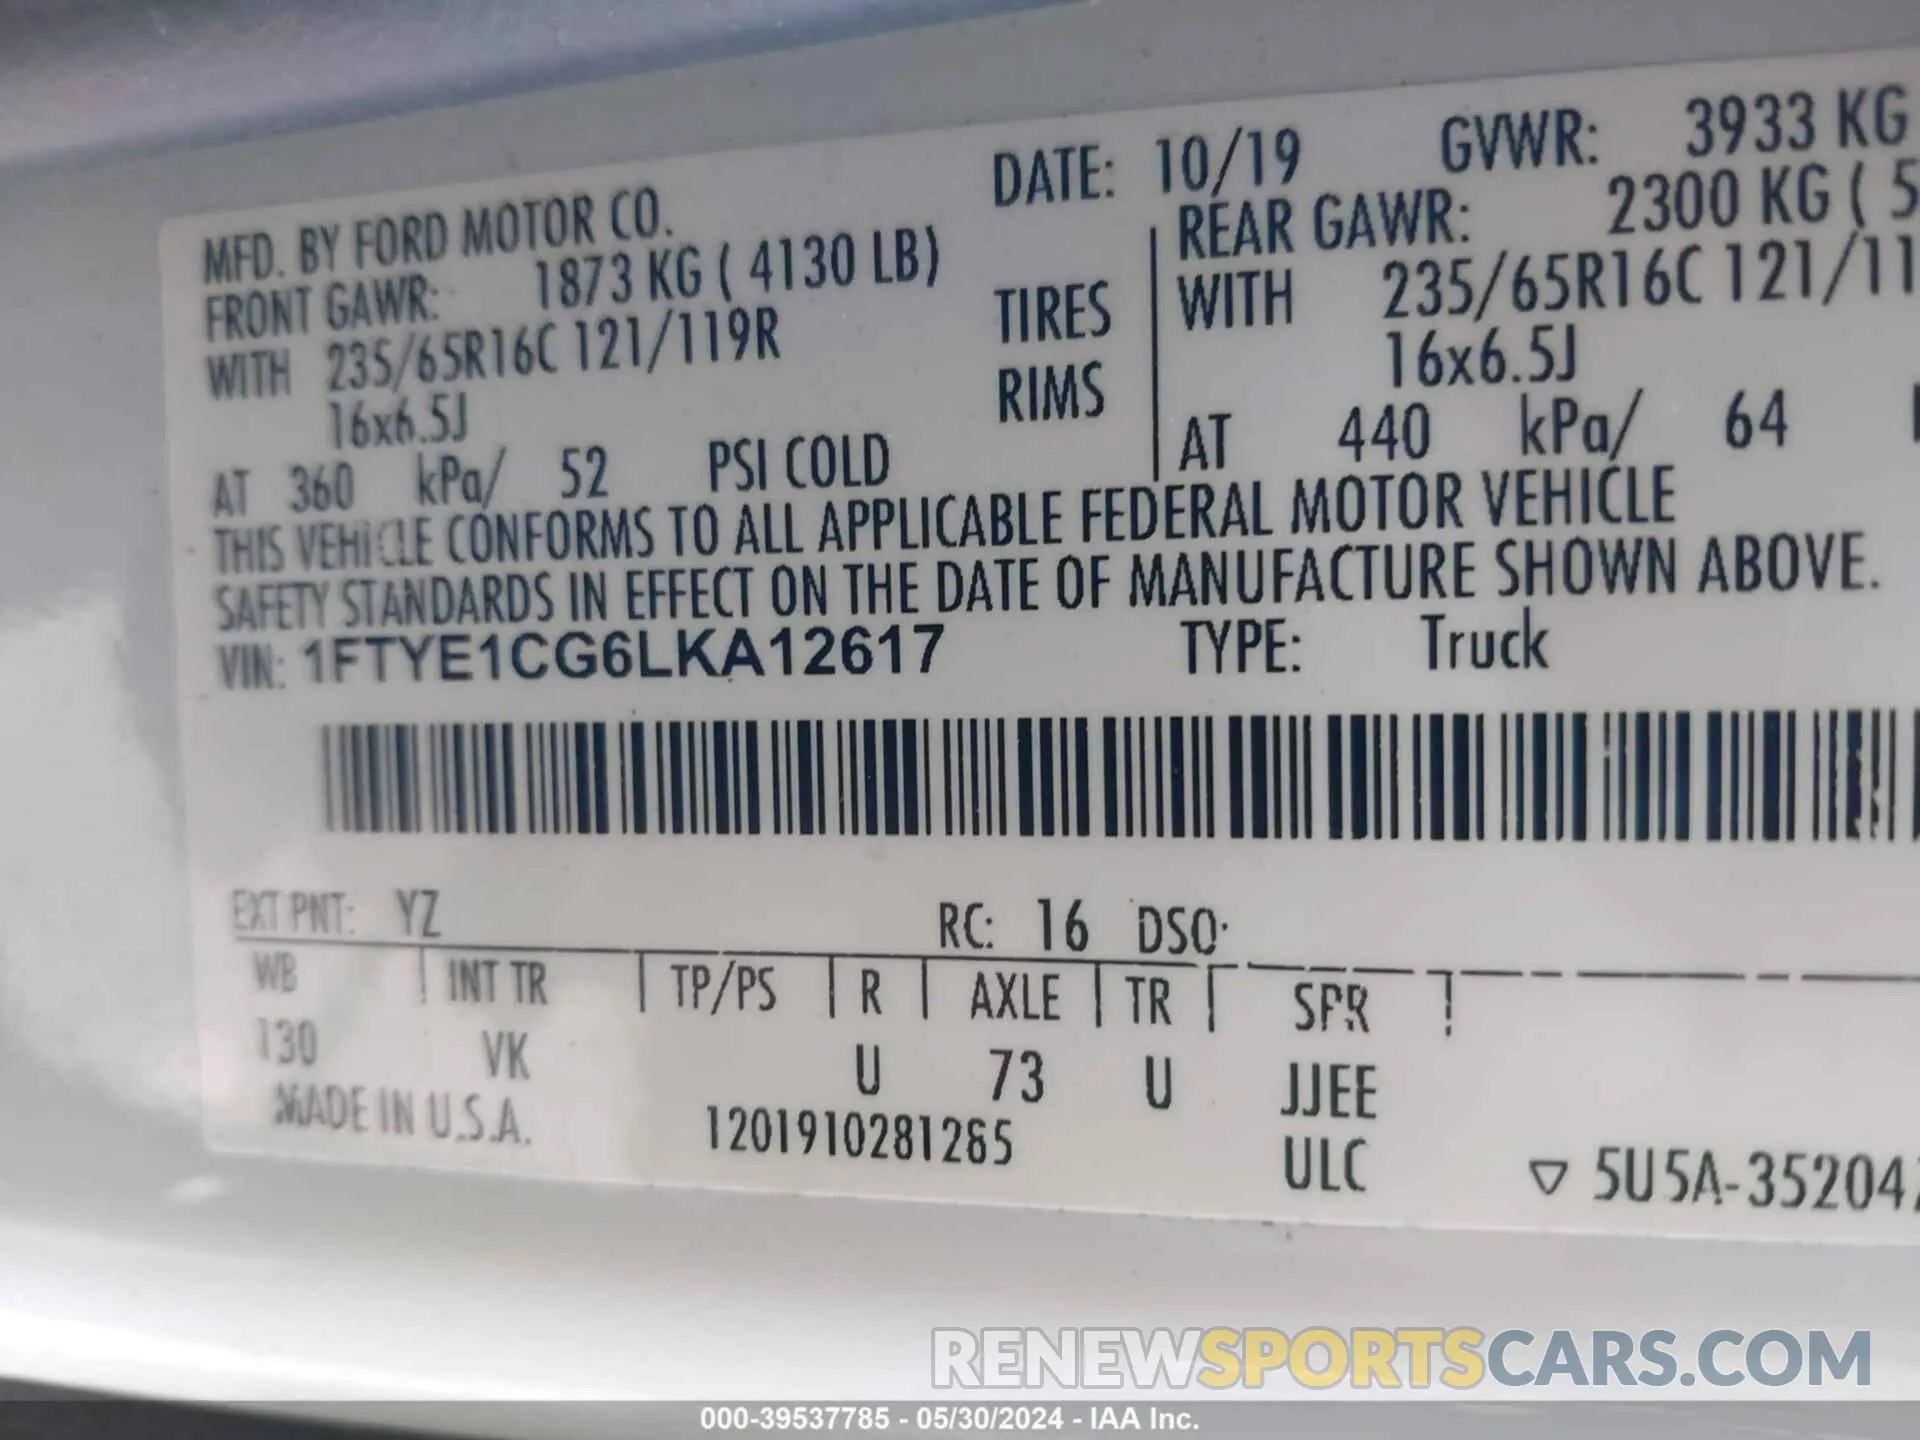 DATE: 10/19 GVWR: 3933 KG
MFD. BY FORD MOTOR CO.
FRONT GAWR: 1873 KG ( 4130 LB) REAR GAWR: 2300 KG ( 5
WITH 235/65R16C 121/119R TIRES WITH 235/65R16C 121/11
16x6.5J RIMS 16x6.5J
AT 360 kPa/ 52 PSI COLD AT 440 kPa/ 64
THIS VEHICLE CONFORMS TO ALL APPLICABLE FEDERAL MOTOR VEHICLE
SAFETY STANDARDS IN EFFECT ON THE DATE OF MANUFACTURE SHOWN ABOVE.
VIN: 1FTYE1CG6LKA12617 TYPE: Truck
EXT PNT: YZ RC: 16 DSO:
WB INT TR TP/PS R AXLE TR SPR
130 VK U 73 U JJEE
MADE IN U.S.A. 1201910281285 ULC ▽ 5U5A-35204
RENEWSPORTSCARS.COM
000-39537785 - 05/30/2024 - IAA Inc.